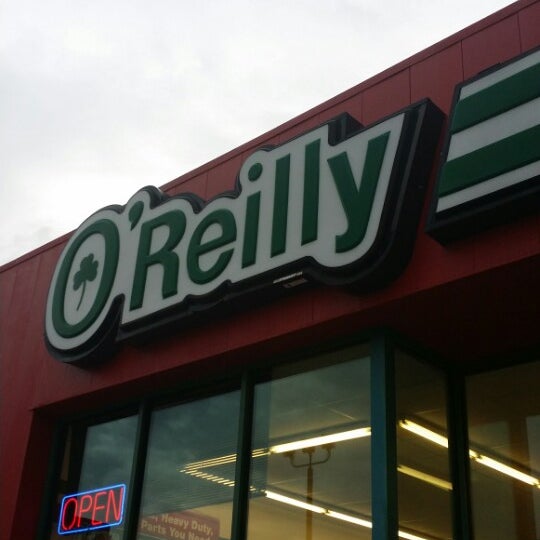 O'Reilly
OPEN
Heavy Duty,
Parts You Need